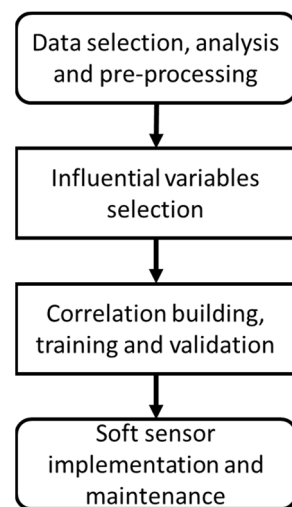 Data selection, analysis
and pre-processing
Influential variables
selection
Correlation building,
training and validation
Soft sensor
implementation and
maintenance